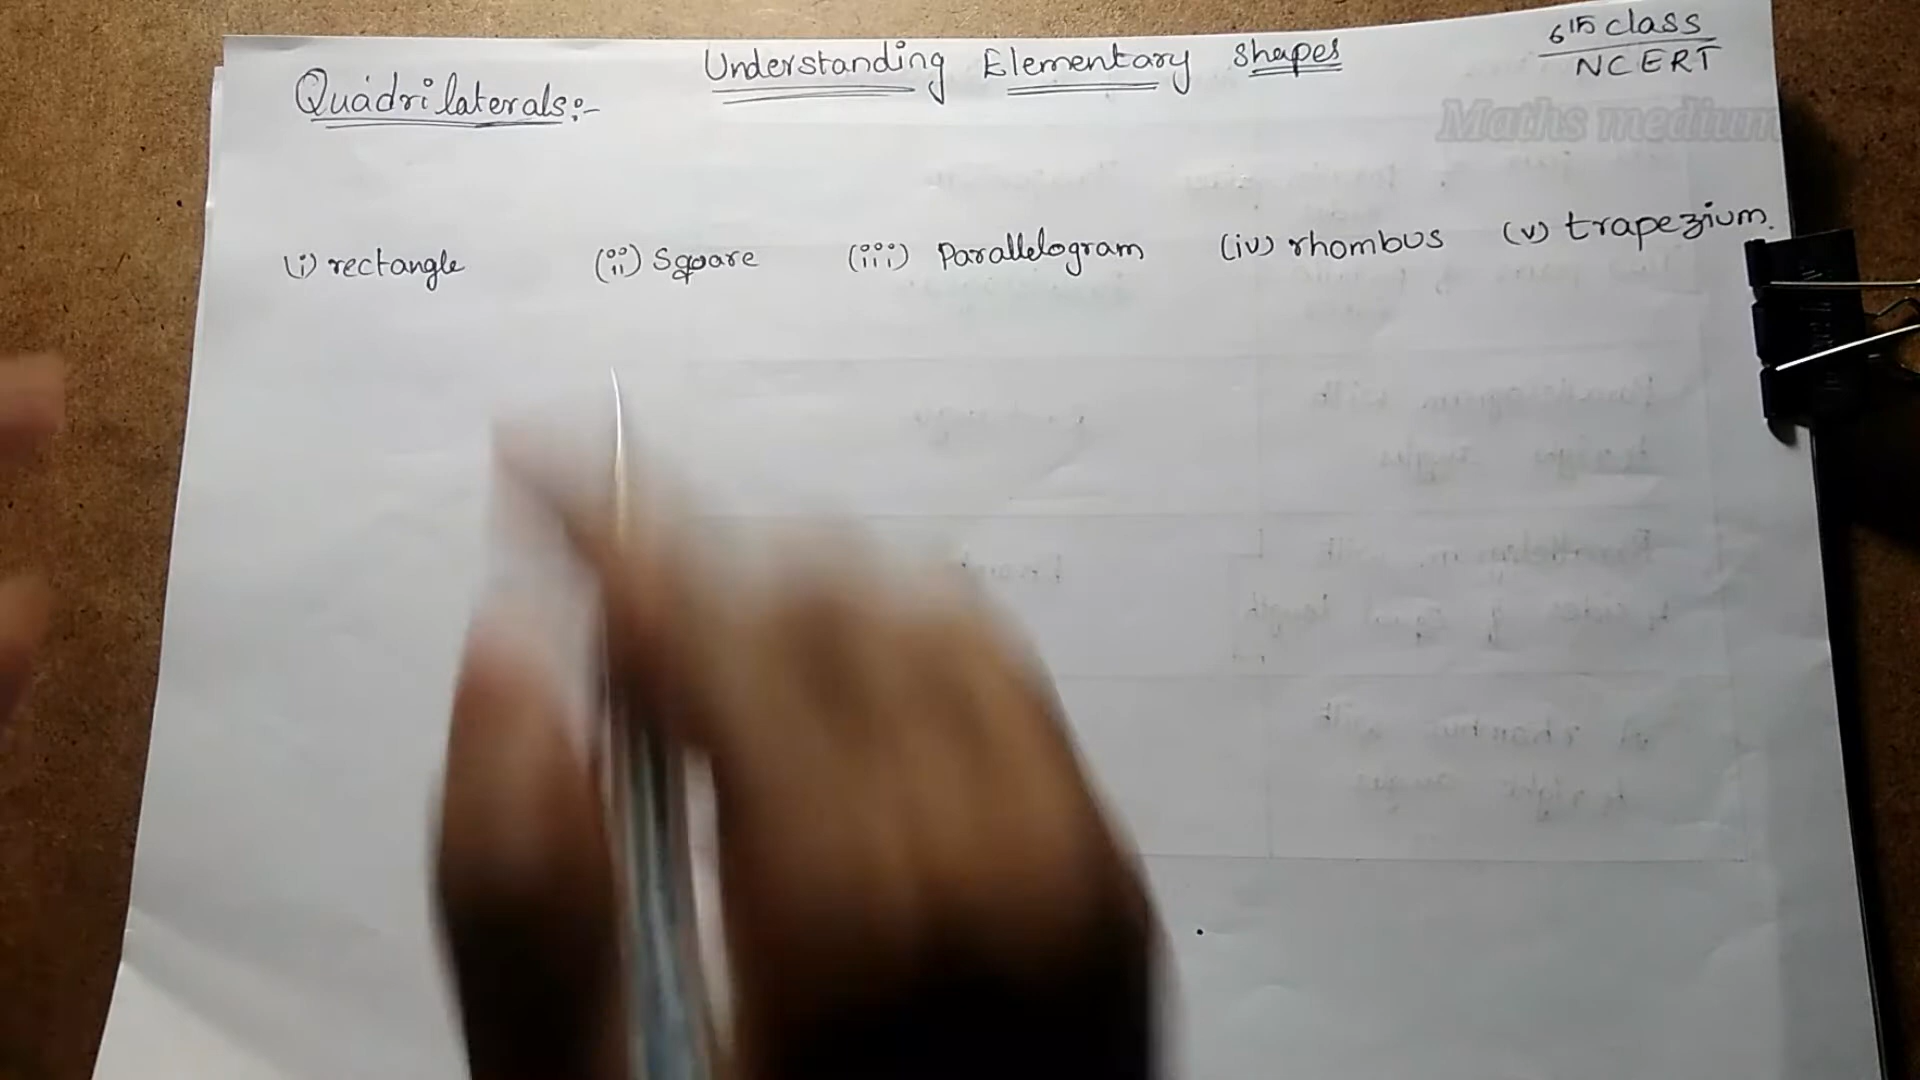 Understanding Elementary shapes
6th class
NCERT
Quadrilaterals:-
Maths medium
(i) rectangle (ii) Square (iii) Parallelogram (iv) rhombus (v) trapezium.